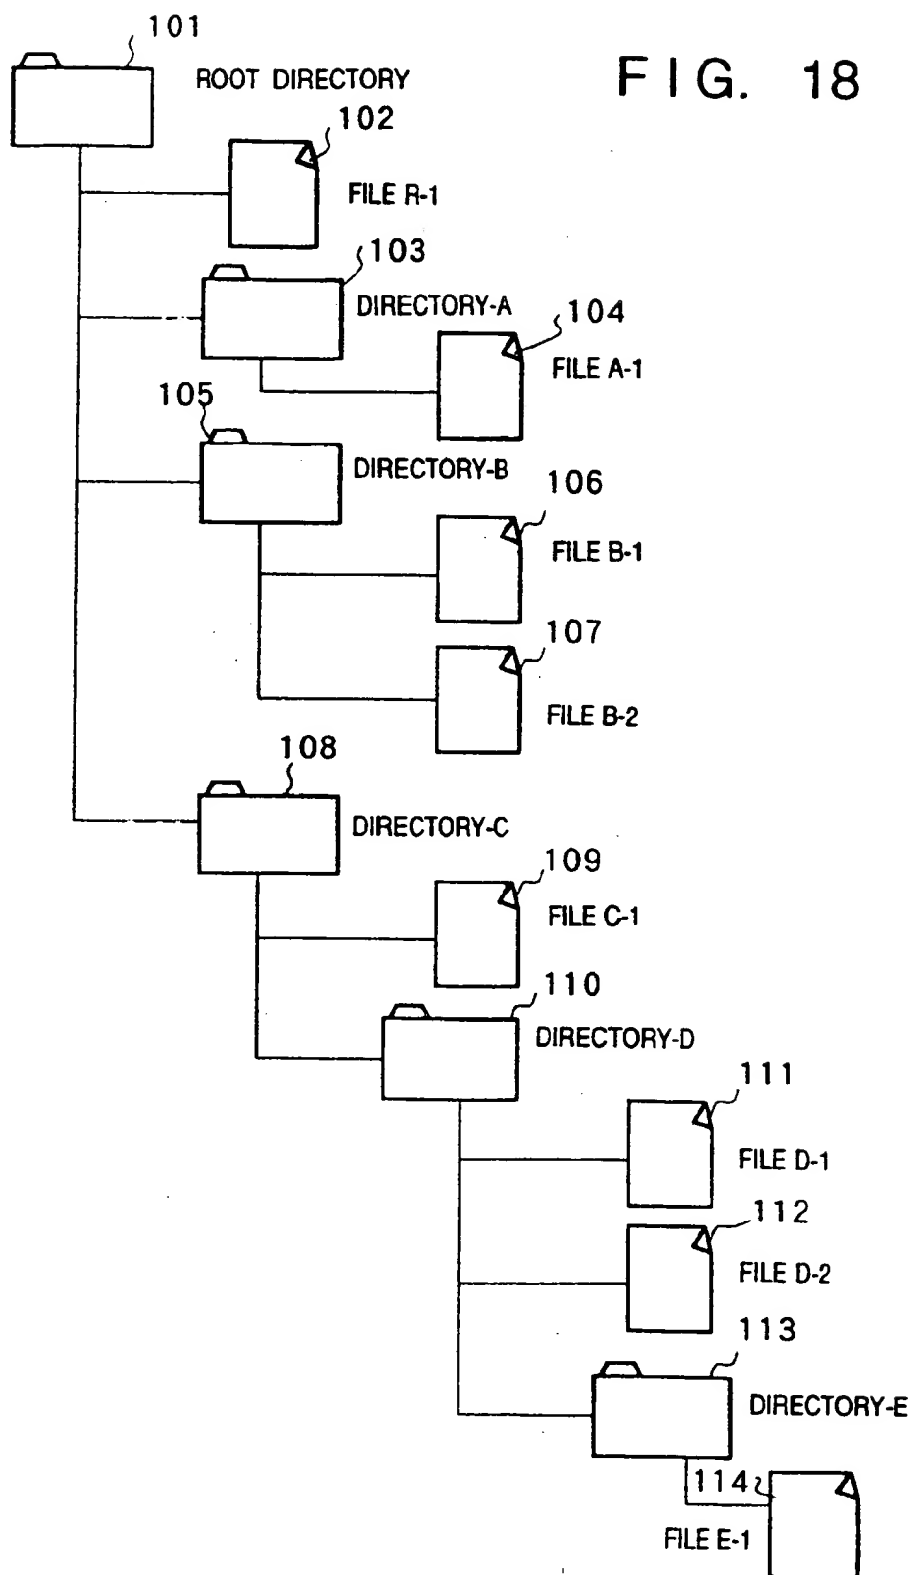 101
FIG. 18
ROOT DIRECTORY
102
FILE R-1
103
DIRECTORY-A
104
FILE A-1
105
DIRECTORY-B
106
FILE B-1
107
FILE B-2
108
DIRECTORY-C
109
FILE C-1
110
DIRECTORY-D
111
FILE D-1
112
FILE D-2
113
DIRECTORY-E
114
FILE E-1